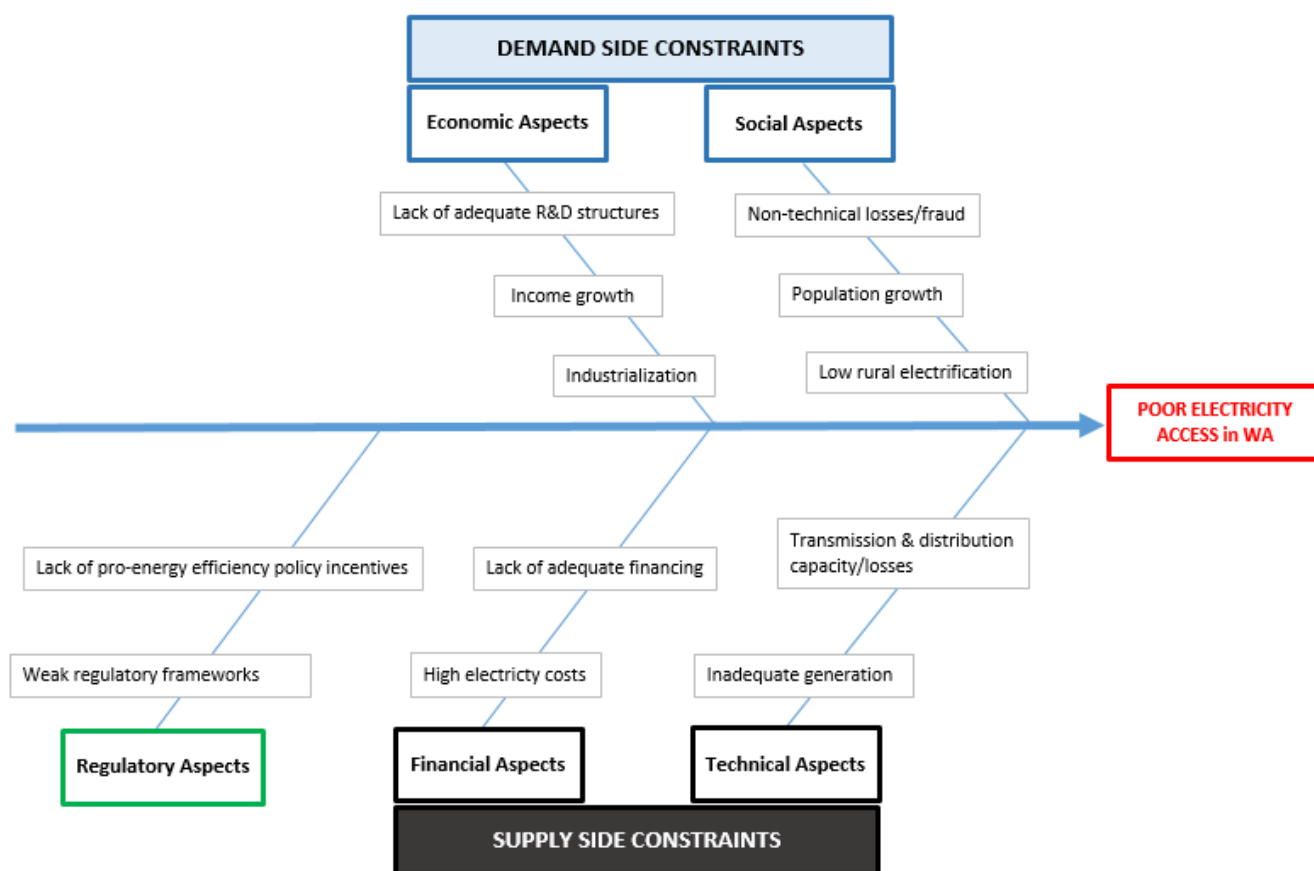 DEMAND SIDE CONSTRAINTS
Economic Aspects
Social Aspects
Lack of adequate R&D structures
Non-technical losses/fraud
Income growth
Population growth
Industrialization
Low rural electrification
POOR ELECTRICITY
ACCESS in WA
Transmission & distribution
capacity/losses
Lack of pro-energy efficiency policy incentives
Lack of adequate financing
Weak regulatory frameworks
High electricty costs
Inadequate generation
Regulatory Aspects
Financial Aspects
Technical Aspects
SUPPLY SIDE CONSTRAINTS